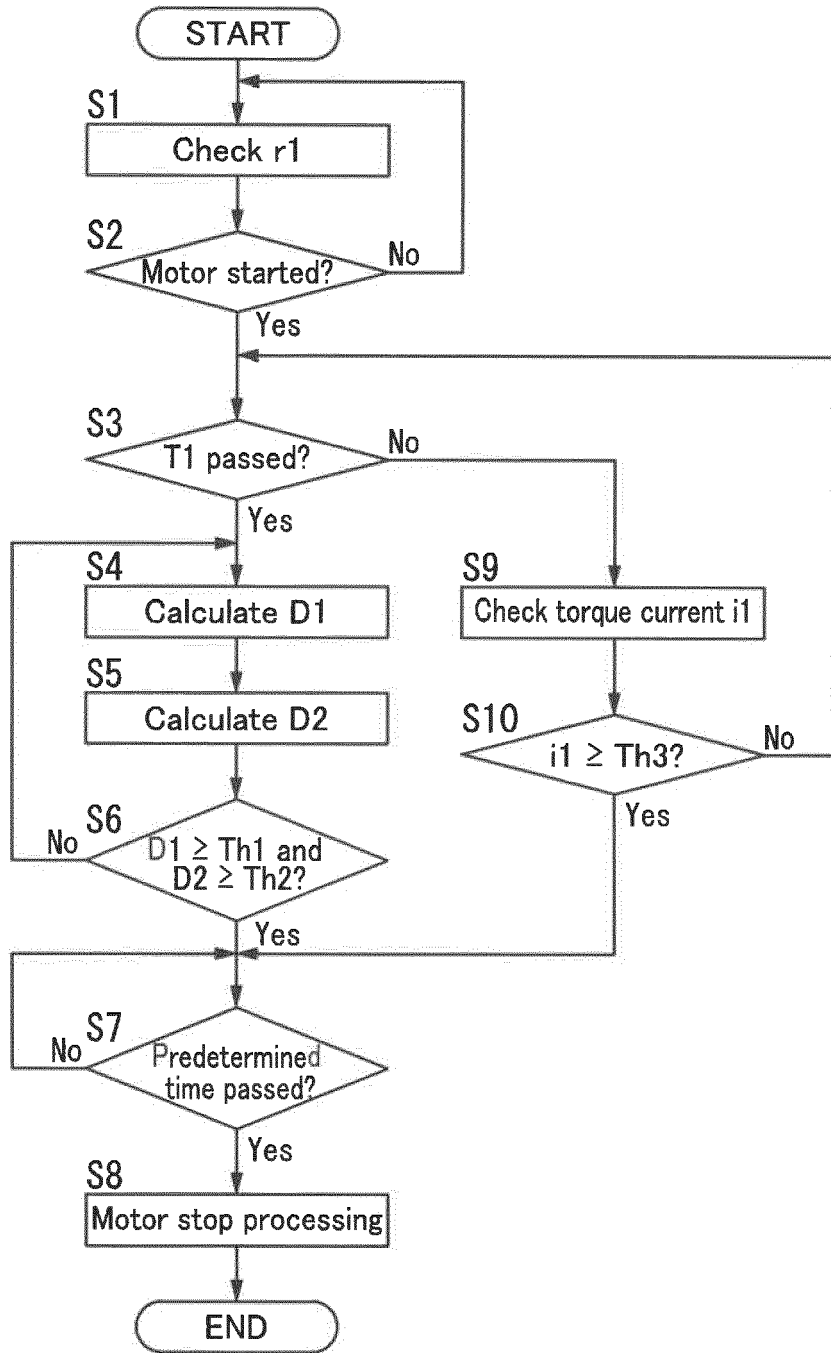 START
S1
Check r1
S2
Motor started?
No
Yes
S3
T1 passed?
No
Yes
S4
Calculate D1
S9
Check torque current i1
S5
Calculate D2
S10
i1 ≥ Th3?
No
Yes
S6
No
D1 ≥ Th1 and
D2 ≥ Th2?
Yes
S7
No
Predetermined
time passed?
Yes
S8
Motor stop processing
END